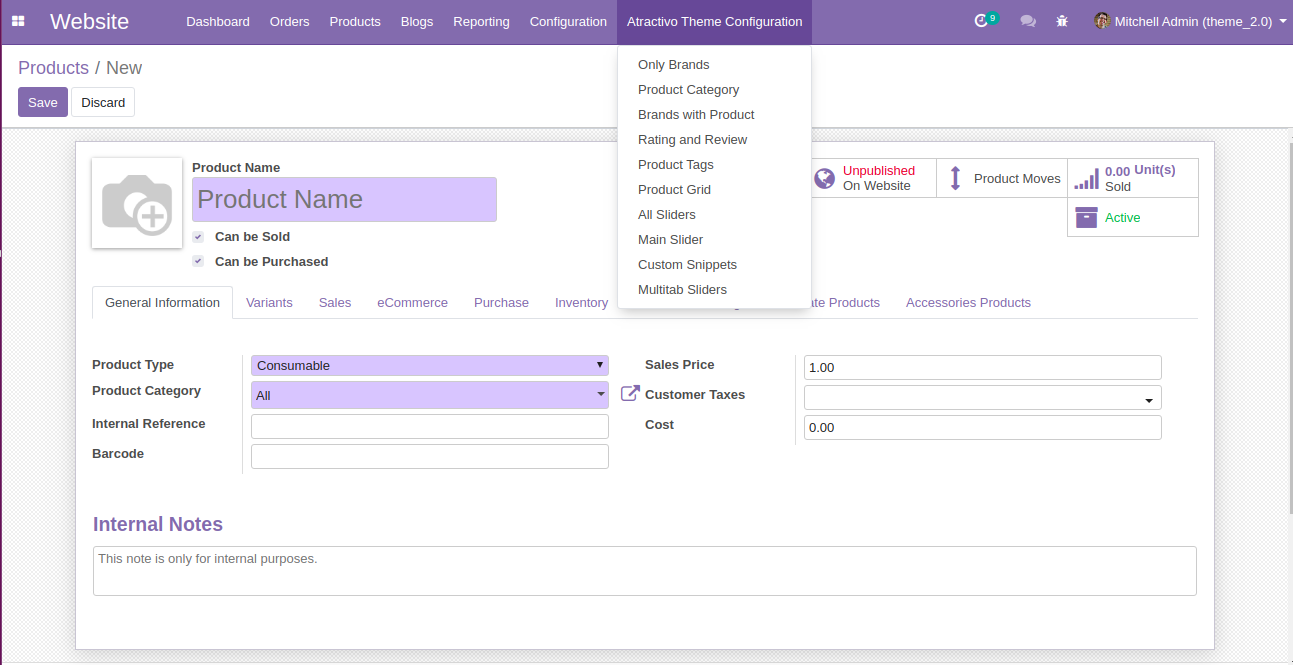 Website Dashboard Orders Products Blogs Reporting Configuration Atractivo Theme Configuration 9 Mitchell Admin (theme_2.0)
Products / New
Save Discard
Only Brands
Product Category
Brands with Product
Rating and Review
Product Tags
Product Grid
All Sliders
Main Slider
Custom Snippets
Multitab Sliders
Product Name
Product Name
Can be Sold
Can be Purchased
Unpublished
On Website
Product Moves
0.00 Unit(s)
Sold
Active
General Information Variants Sales eCommerce Purchase Inventory Products Accessories Products
Product Type Consumable
Product Category All
Internal Reference
Barcode
Sales Price 1.00
Customer Taxes
Cost 0.00
Internal Notes
This note is only for internal purposes.